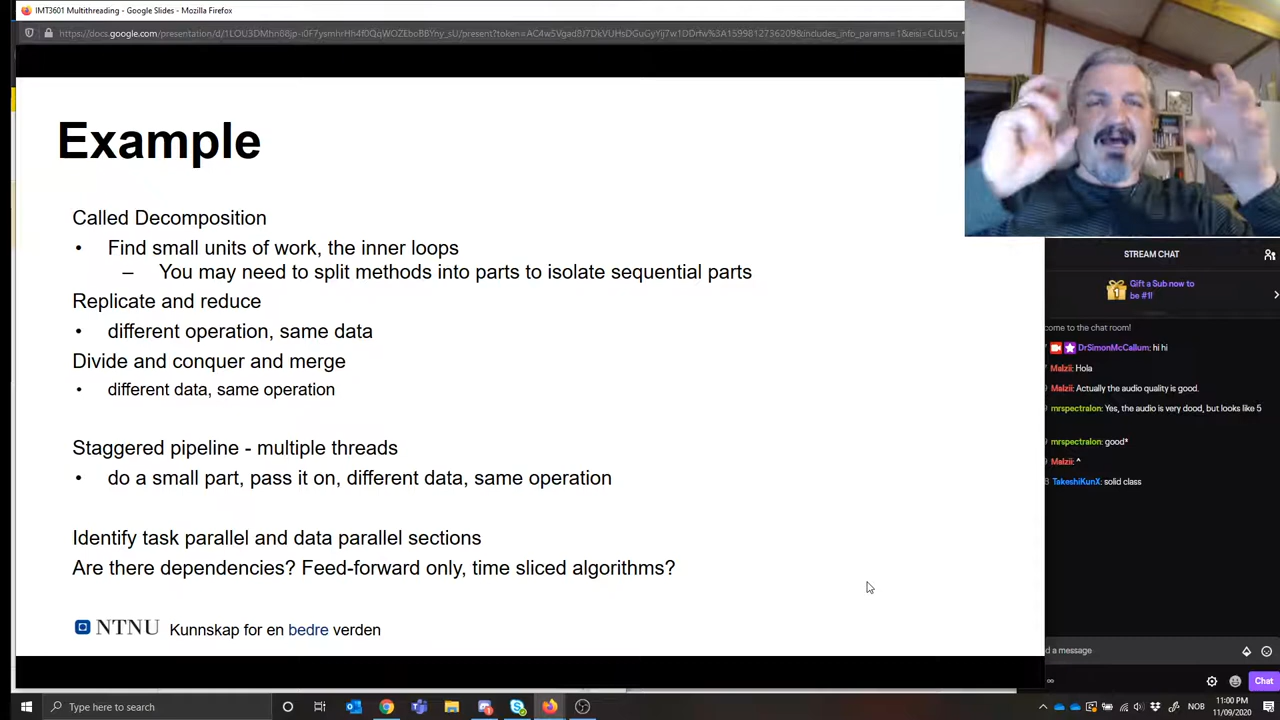 IMT3601 Multithreading - Google Slides - Mozilla Firefox
Example
Called Decomposition
• Find small units of work, the inner loops
– You may need to split methods into parts to isolate sequential parts
Replicate and reduce
• different operation, same data
Divide and conquer and merge
• different data, same operation
Staggered pipeline - multiple threads
• do a small part, pass it on, different data, same operation
Identify task parallel and data parallel sections
Are there dependencies? Feed-forward only, time sliced algorithms?
NTNU Kunnskap for en bedre verden
STREAM CHAT
1
Gift a Sub now to
be #1!
come to the chat room!
DrSimonMcCallum: hi hi
Malzii: Hola
Malzii: Actually the audio quality is good.
mrspectralon: Yes, the audio is very dood, but looks like 5
mrspectralon: good*
Malzii: ^
TakeshiKunX: solid class
d a message
Chat
Type here to search
NOB
11:00 PM
11/09/2020